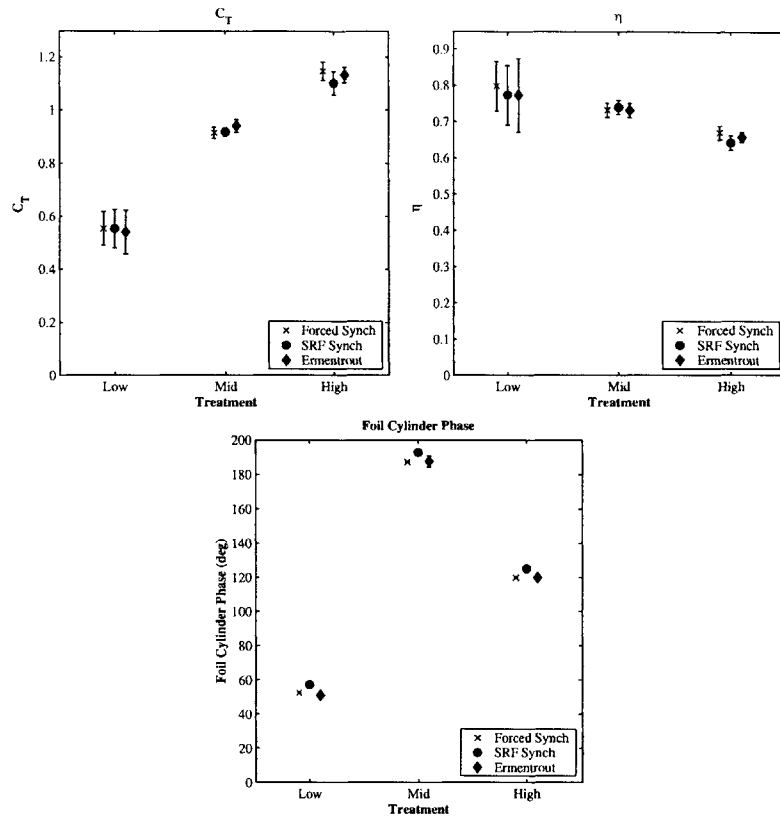 C_T
1.2
1
0.8
0.6
0.4
0.2
0
C_T
Low
Mid
High
Treatment
× Forced Synch
● SRF Synch
◆ Ermentrout
η
0.9
0.8
0.7
0.6
0.5
0.4
0.3
0.2
0.1
0
η
Low
Mid
High
Treatment
× Forced Synch
● SRF Synch
◆ Ermentrout
Foil Cylinder Phase
200
180
160
140
120
100
80
60
40
20
0
Foil Cylinder Phase (deg)
Low
Mid
High
Treatment
× Forced Synch
● SRF Synch
◆ Ermentrout